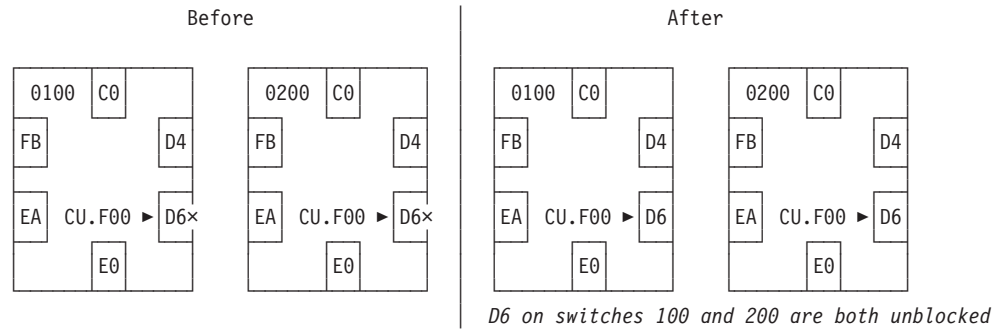 Before After
0100 C0 0200 C0 0100 C0 0200 C0
FB D4 FB D4 FB D4 FB D4
EA CU.F00 ► D6× EA CU.F00 ► D6× EA CU.F00 ► D6 EA CU.F00 ► D6
E0 E0 E0 E0
D6 on switches 100 and 200 are both unblocked